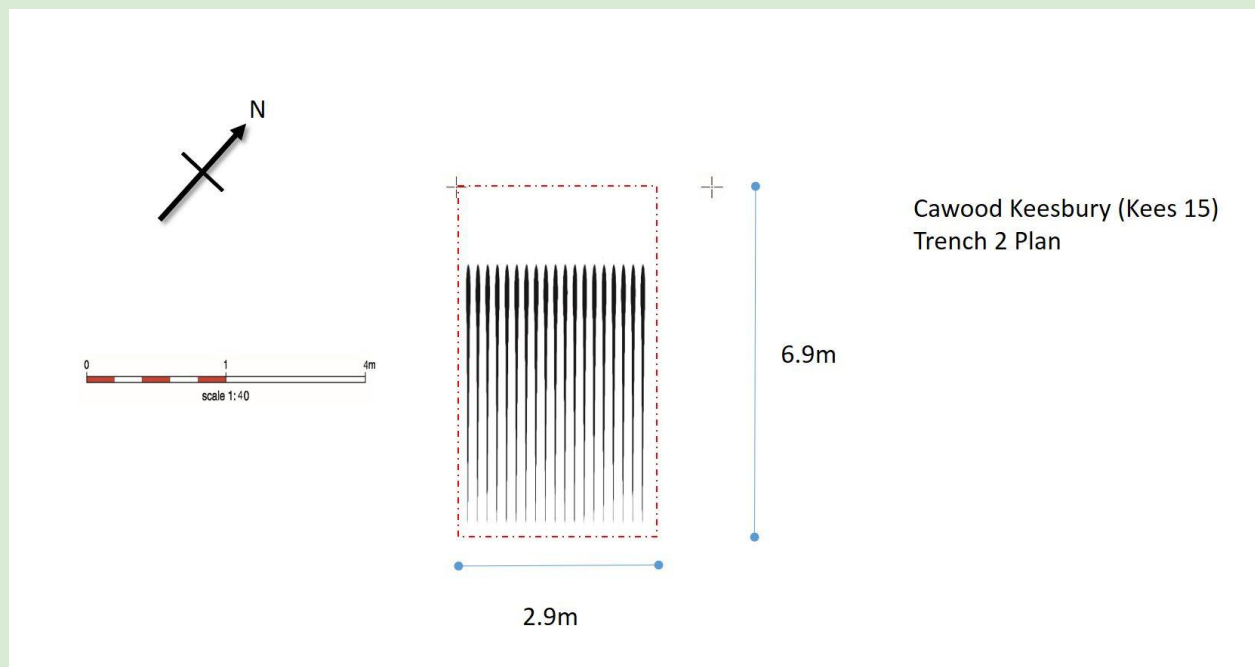 N
Cawood Keesbury (Kees 15)
Trench 2 Plan
6.9m
0 1 4m
scale 1:40
2.9m